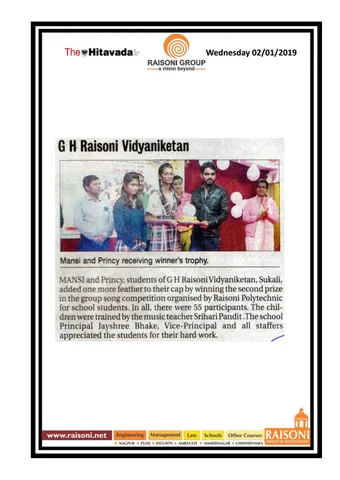 The Hitavada
RAISONI GROUP
a vision beyond
Wednesday 02/01/2019
G H Raisoni Vidyaniketan
Mansi and Princy receiving winner's trophy.
MANSI and Princy, students of G H Raisoni Vidyaniketan, Sukali,
added one more feather to their cap by winning the second prize
in the group song competition organised by Raisoni Polytechnic
for school students. In all, there were 55 participants. The chil-
dren were trained by the music teacher Srihari Pandit .The school
Principal Jayshree Bhake, Vice-Principal and all staffers
appreciated the students for their hard work.
www.raisoni.net Engineering Management Law Schools Other Courses RAISONI
NAGPUR PUNE JALGAON AMRAVATI AHMEDNAGAR CHHINDWARA